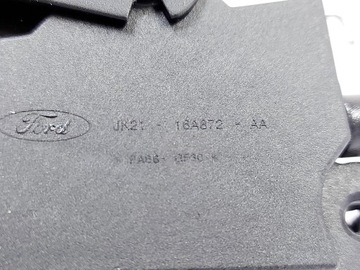 Ford JK21 - 16A872 - AA
> PA66 - GF30 <